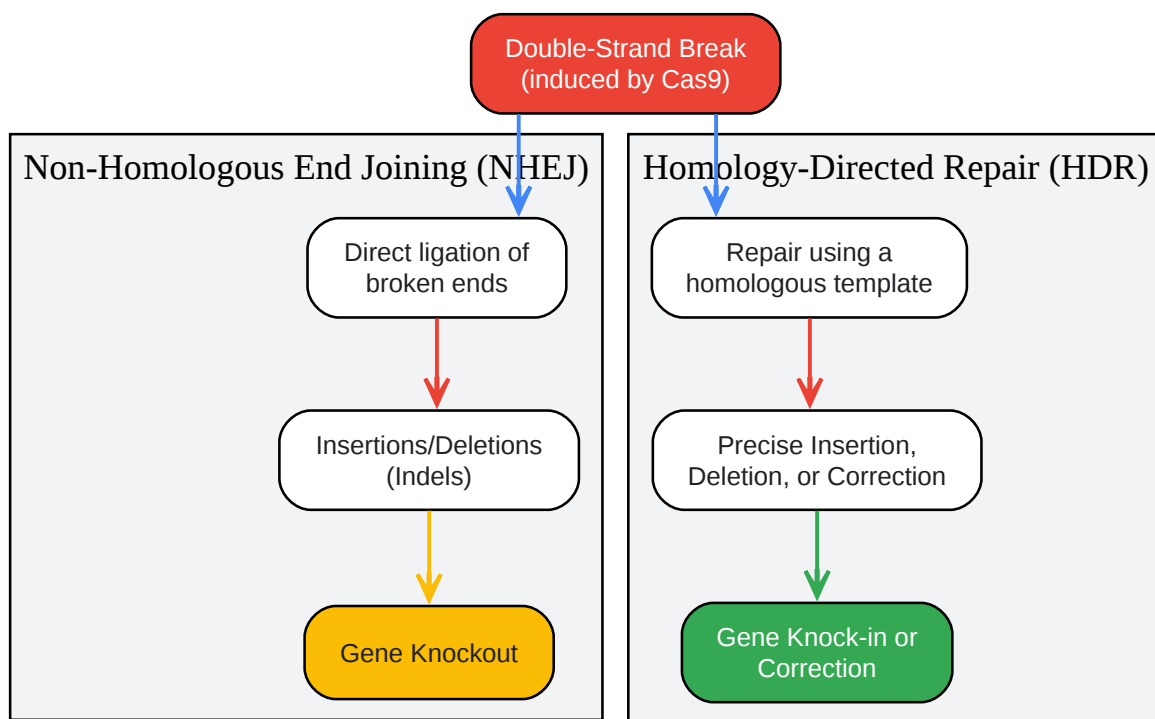 Double-Strand Break
(induced by Cas9)
Non-Homologous End Joining (NHEJ)
Direct ligation of
broken ends
Insertions/Deletions
(Indels)
Gene Knockout
Homology-Directed Repair (HDR)
Repair using a
homologous template
Precise Insertion,
Deletion, or Correction
Gene Knock-in or
Correction